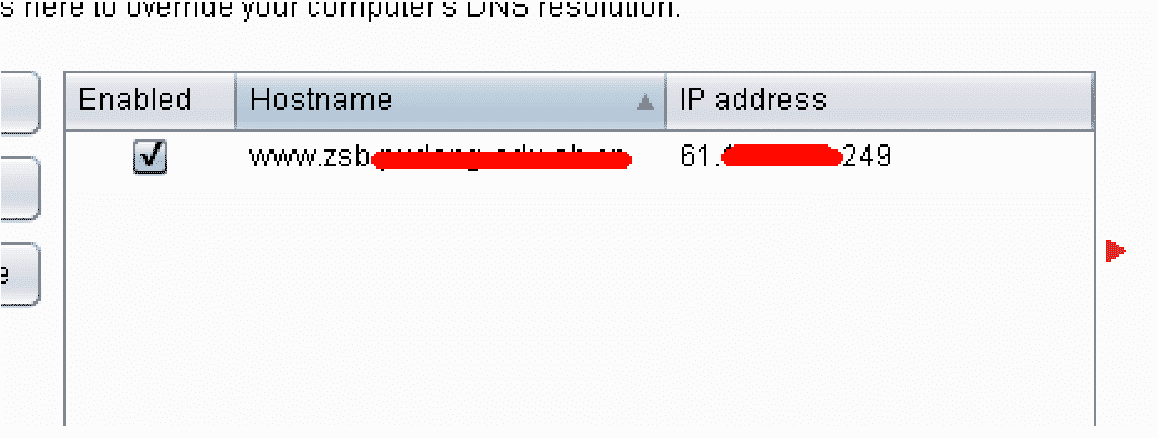 s here to override your computer's DNS resolution.
Enabled Hostname IP address
www.zsb 61. 249
e